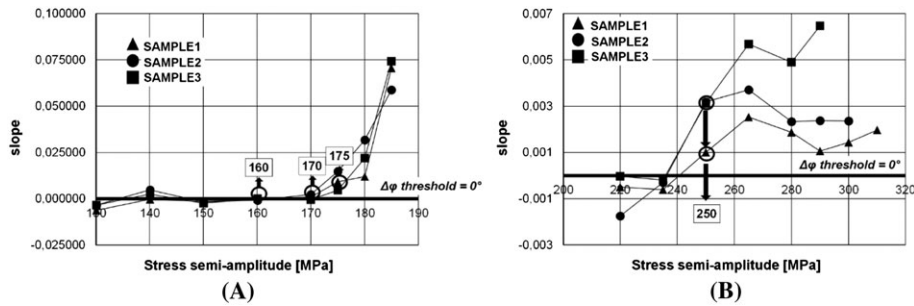 0,100000
0,075000
0,050000
0,025000
0,000000
-0,025000
slope
SAMPLE1
SAMPLE2
SAMPLE3
160
170
175
Δφ threshold = 0°
140 150 160 170 180 190
Stress semi-amplitude [MPa]
(A)
0.007
0.005
0.003
0.001
-0.001
-0.003
slope
SAMPLE1
SAMPLE2
SAMPLE3
Δφ threshold = 0°
200 220 240 260 280 300 320
250
Stress semi-amplitude [MPa]
(B)